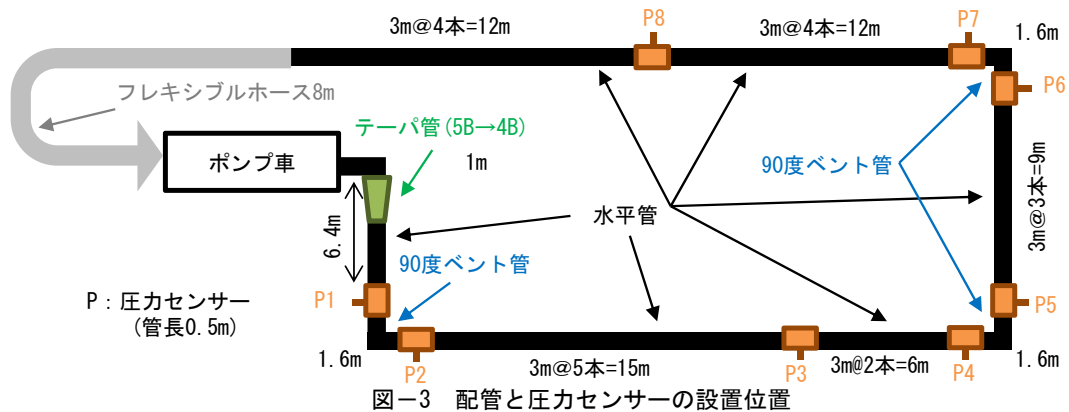 3m@4本=12m
P8
3m@4本=12m
P7
1.6m
フレキシブルホース8m
P6
テーパ管(5B→4B)
1m
ポンプ車
90度ベント管
3m@3本=9m
水平管
6.4m
90度ベント管
P:圧力センサー
(管長0.5m)
P1
P5
1.6m
P2
3m@5本=15m
P3
3m@2本=6m
P4
1.6m
図-3 配管と圧力センサーの設置位置